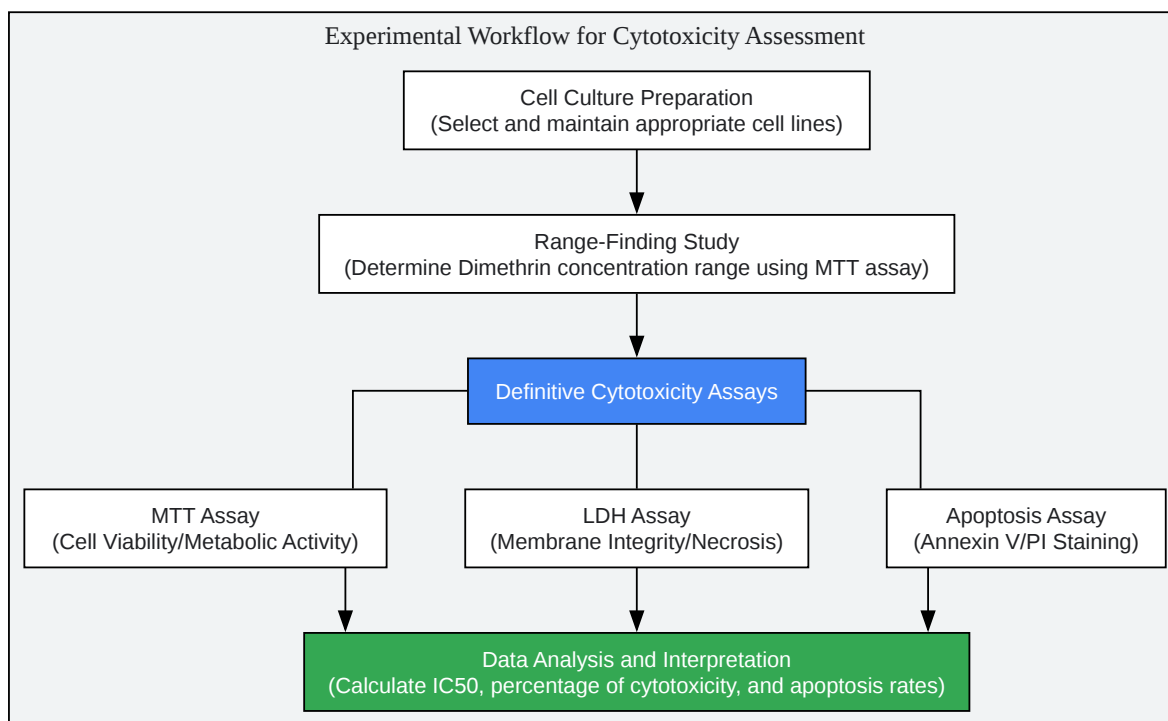 Experimental Workflow for Cytotoxicity Assessment
Cell Culture Preparation
(Select and maintain appropriate cell lines)
Range-Finding Study
(Determine Dimethrin concentration range using MTT assay)
Definitive Cytotoxicity Assays
MTT Assay
(Cell Viability/Metabolic Activity)
LDH Assay
(Membrane Integrity/Necrosis)
Apoptosis Assay
(Annexin V/PI Staining)
Data Analysis and Interpretation
(Calculate IC50, percentage of cytotoxicity, and apoptosis rates)